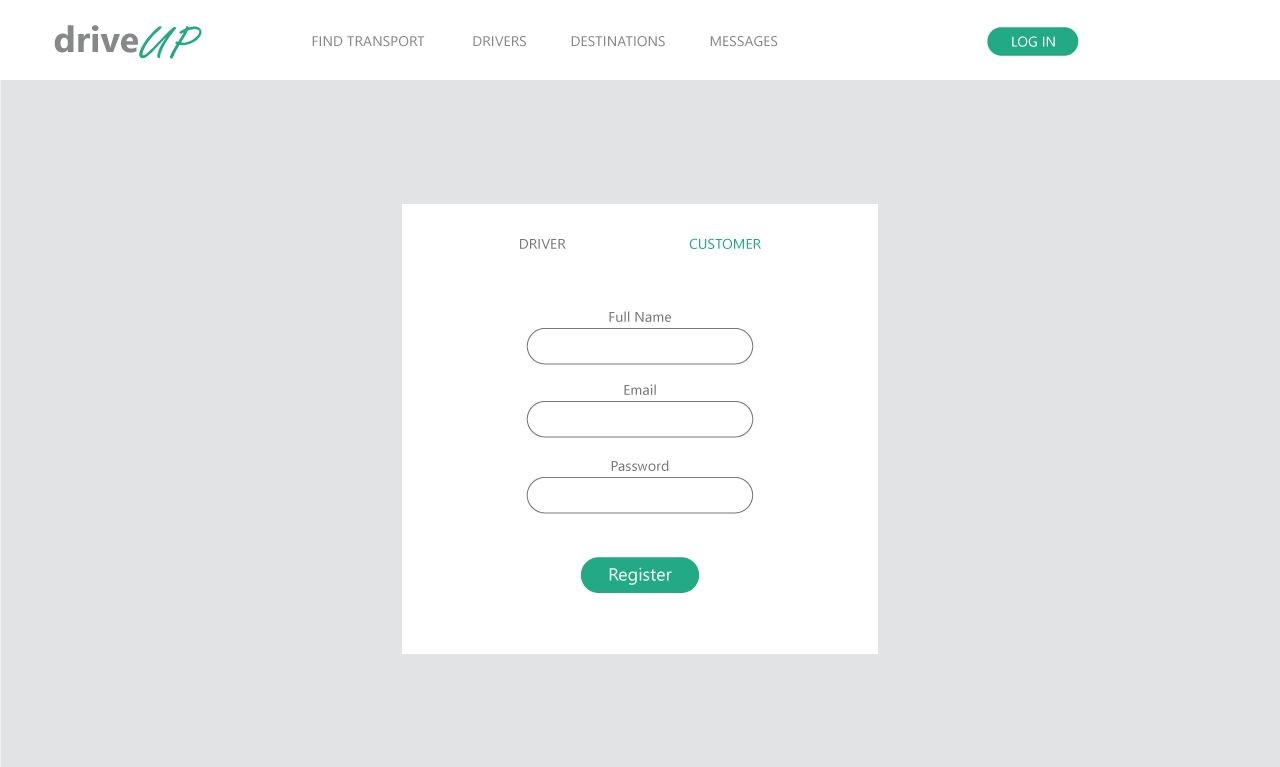 driveUP
FIND TRANSPORT DRIVERS DESTINATIONS MESSAGES LOG IN
DRIVER CUSTOMER
Full Name
Email
Password
Register